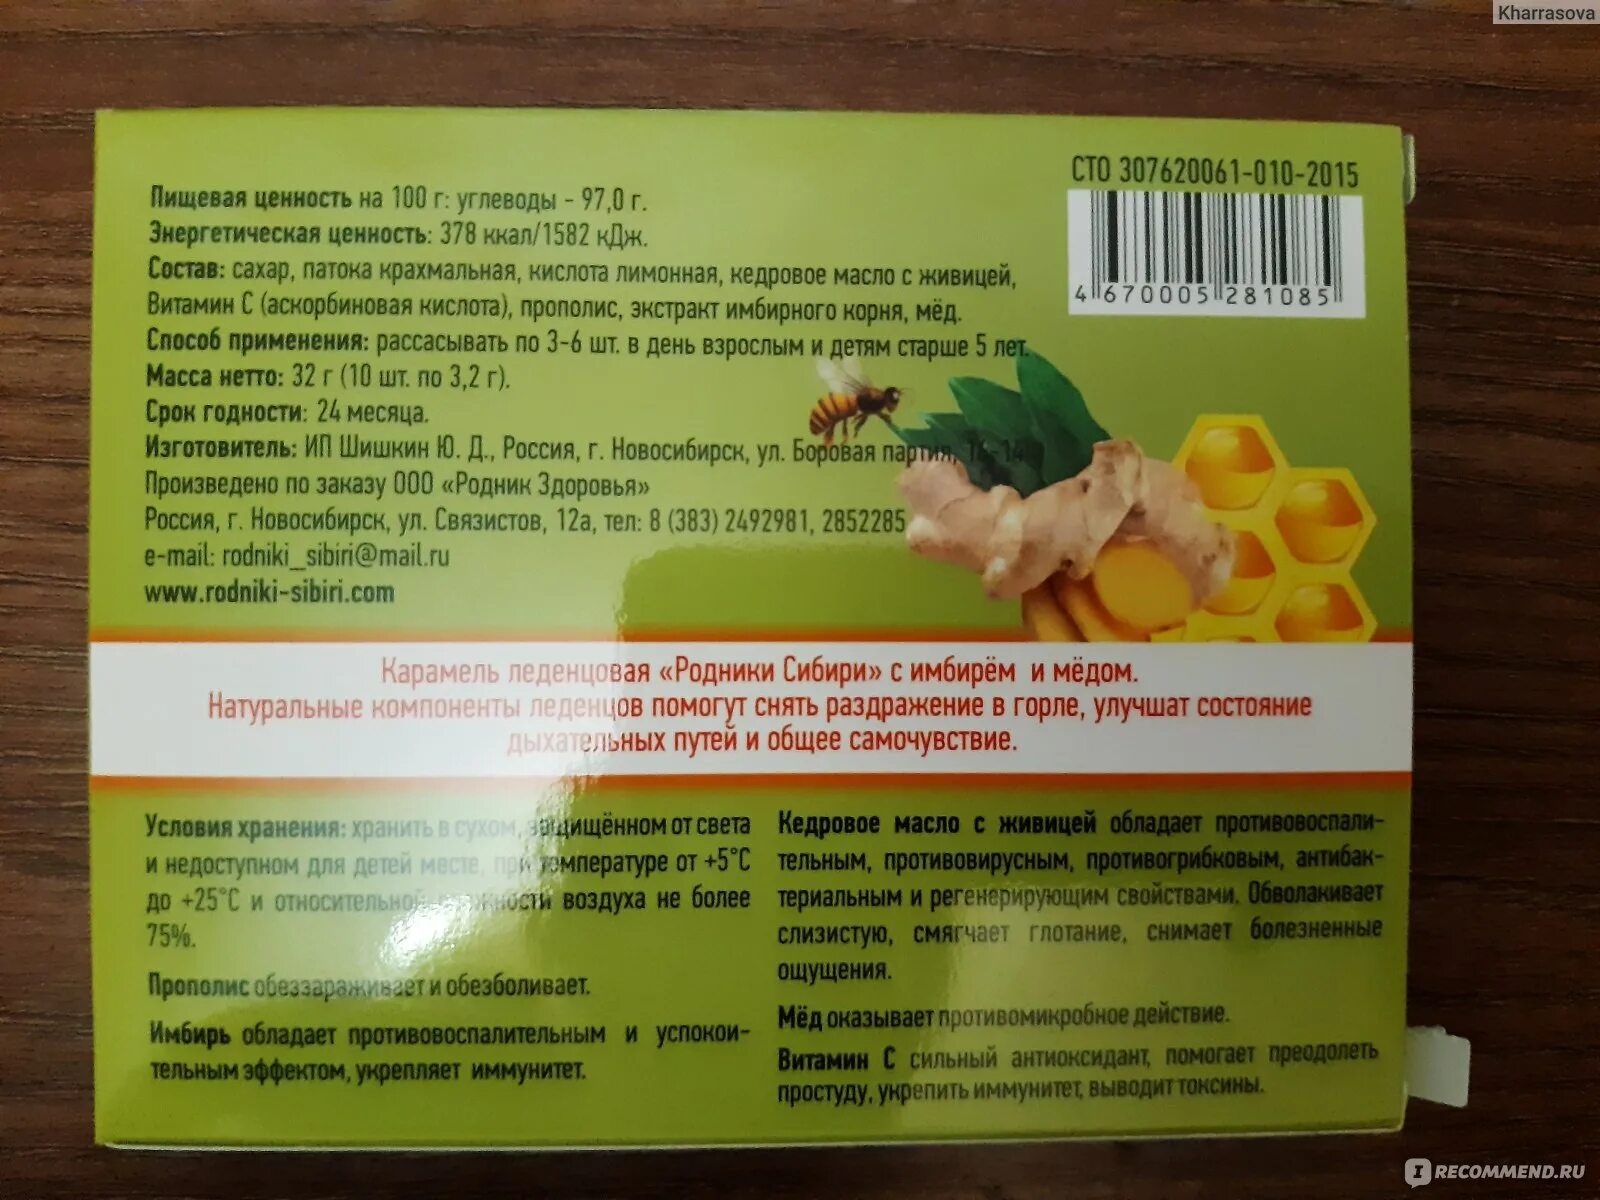 Kharrasova
СТО 307620061-010-2015
4 670005 281085
Пищевая ценность на 100 г: углеводы - 97,0 г.
Энергетическая ценность: 378 ккал/1582 кДж.
Состав: сахар, патока крахмальная, кислота лимонная, кедровое масло с живицей,
Витамин С (аскорбиновая кислота), прополис, экстракт имбирного корня, мёд.
Способ применения: рассасывать по 3-6 шт. в день взрослым и детям старше 5 лет.
Масса нетто: 32 г (10 шт. по 3,2 г).
Срок годности: 24 месяца.
Изготовитель: ИП Шишкин Ю. Д., Россия, г. Новосибирск, ул. Боровая партия,
Произведено по заказу ООО «Родник Здоровья»
Россия, г. Новосибирск, ул. Связистов, 12а, тел: 8 (383) 2492981, 2852285
e-mail: rodniki_sibiri@mail.ru
www.rodniki-sibiri.com
Карамель леденцовая «Родники Сибири» с имбирём и мёдом.
Натуральные компоненты леденцов помогут снять раздражение в горле, улучшат состояние
дыхательных путей и общее самочувствие.
Условия хранения: хранить в сухом, защищённом от света
и недоступном для детей месте, при температуре от +5°С
до +25°С и относительной влажности воздуха не более
75%.
Прополис обеззараживает и обезболивает.
Имбирь обладает противовоспалительным и успокои-
тельным эффектом, укрепляет иммунитет.
Кедровое масло с живицей обладает противовоспали-
тельным, противовирусным, противогрибковым, антибак-
териальным и регенерирующим свойствами. Обволакивает
слизистую, смягчает глотание, снимает болезненные
ощущения.
Мёд оказывает противомикробное действие.
Витамин С сильный антиоксидант, помогает преодолеть
простуду, укрепить иммунитет, выводит токсины.
IRECOMMEND.RU